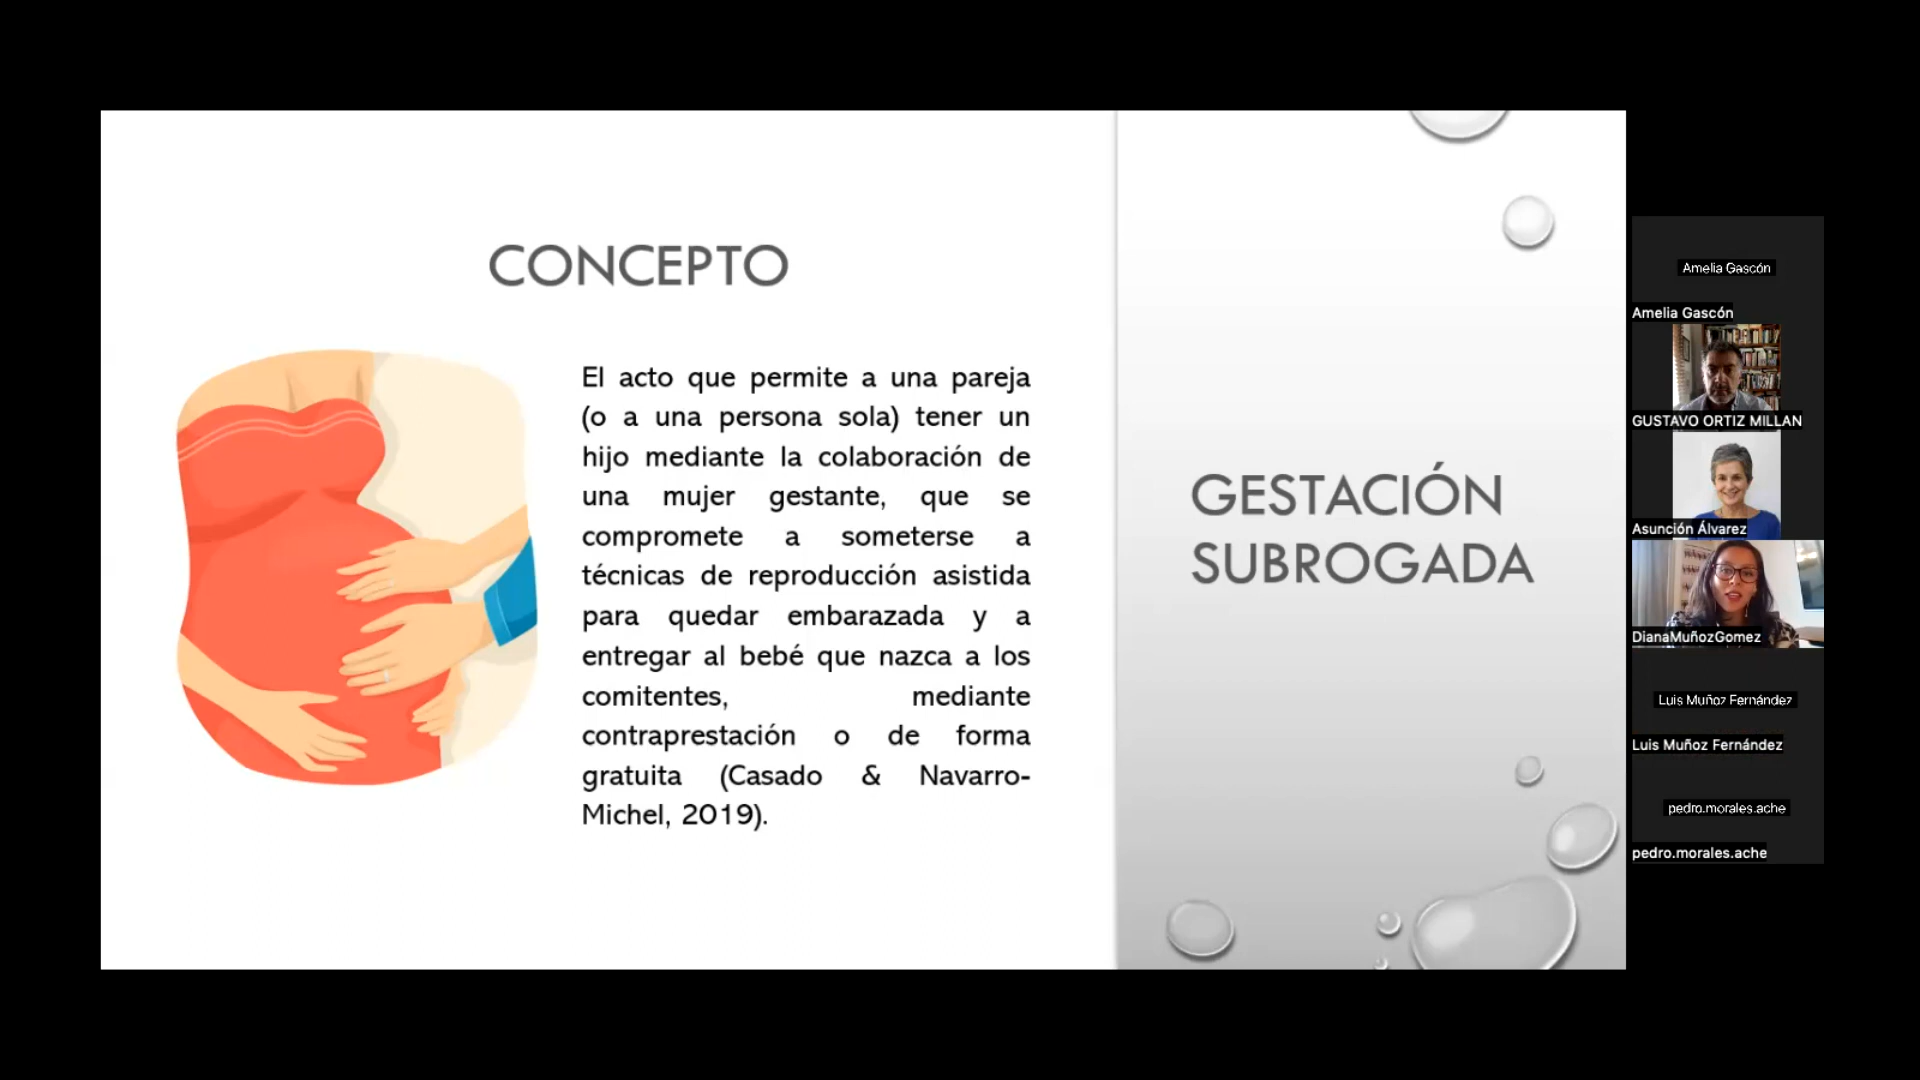 CONCEPTO
El acto que permite a una pareja
(o a una persona sola) tener un
hijo mediante la colaboración de
una mujer gestante, que se
compromete a someterse a
técnicas de reproducción asistida
para quedar embarazada y a
entregar al bebé que nazca a los
comitentes, mediante
contraprestación o de forma
gratuita (Casado & Navarro-
Michel, 2019).
GESTACIÓN
SUBROGADA
Amelia Gascón
Amelia Gascón
GUSTAVO ORTIZ MILLAN
Asunción Álvarez
DianaMuñozGomez
Luis Muñoz Fernández
Luis Muñoz Fernández
pedro.morales.ache
pedro.morales.ache